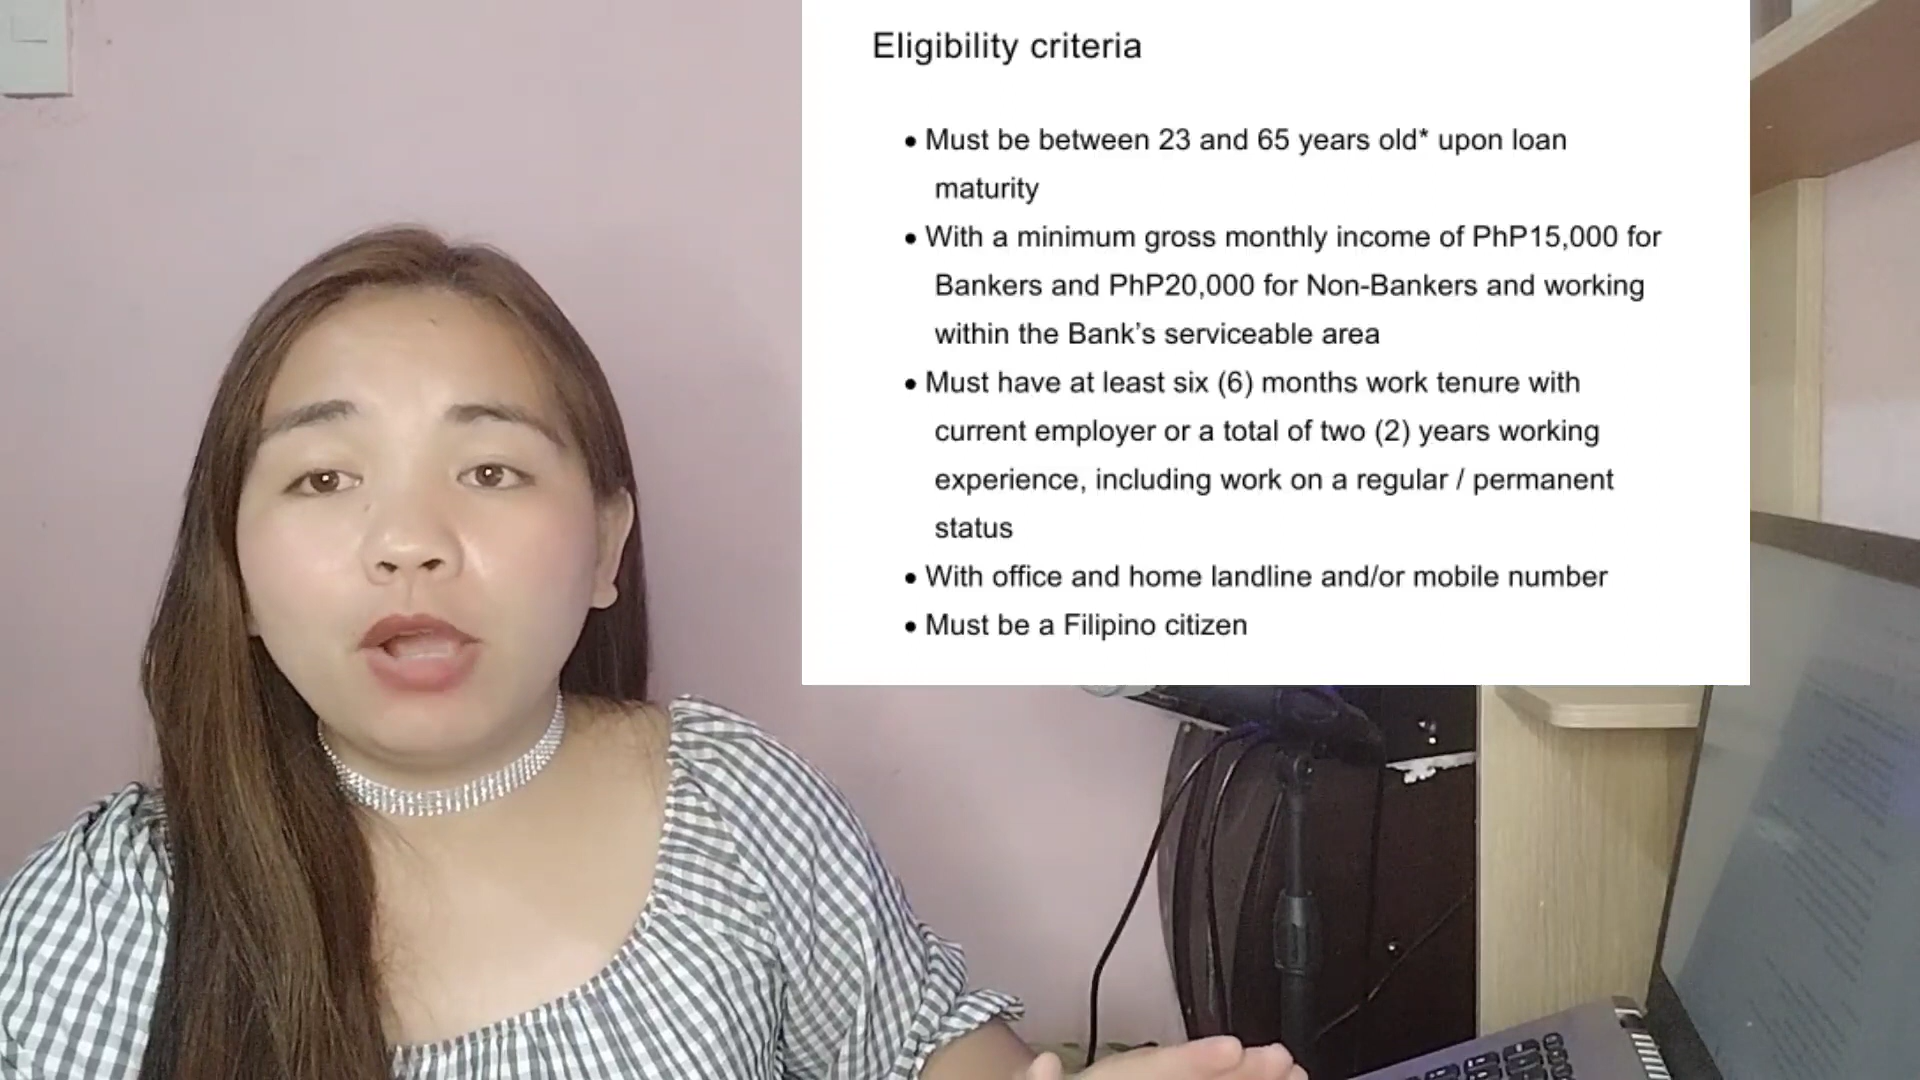 Eligibility criteria
• Must be between 23 and 65 years old* upon loan
maturity
• With a minimum gross monthly income of PhP15,000 for
Bankers and PhP20,000 for Non-Bankers and working
within the Bank’s serviceable area
• Must have at least six (6) months work tenure with
current employer or a total of two (2) years working
experience, including work on a regular / permanent
status
• With office and home landline and/or mobile number
• Must be a Filipino citizen